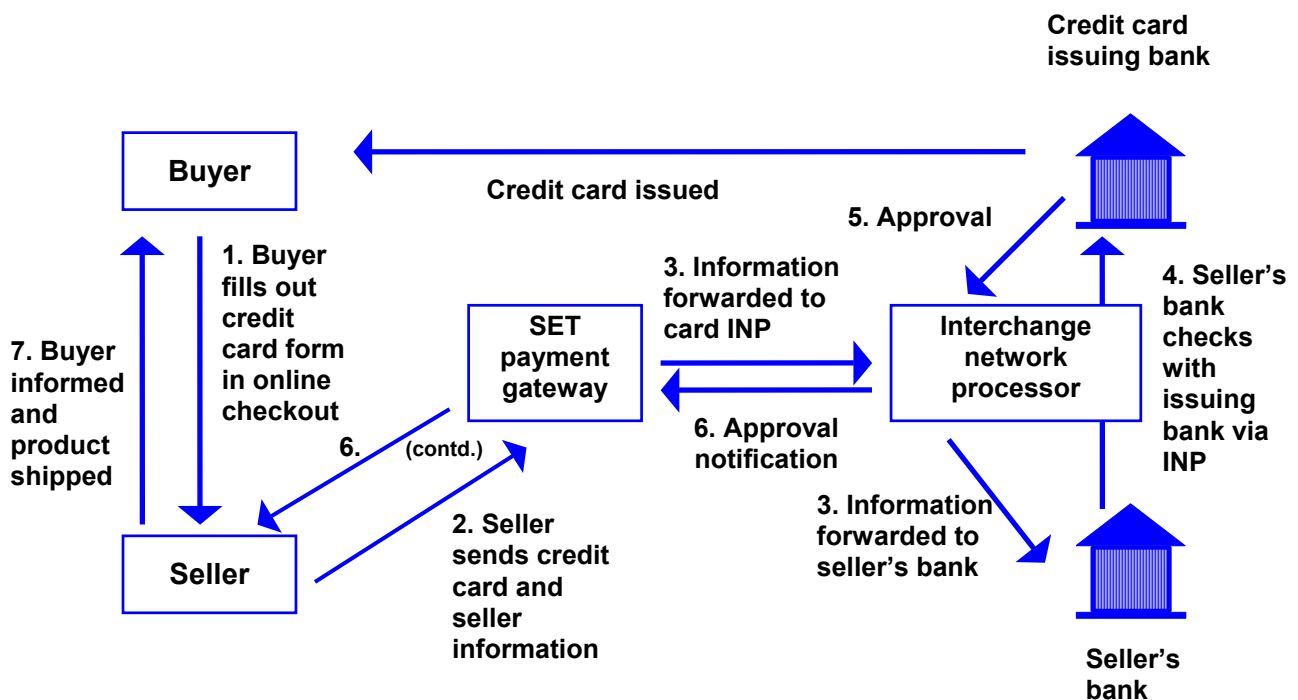 Credit card
issuing bank
Buyer
Credit card issued
5. Approval
1. Buyer
fills out
credit
card form
in online
checkout
3. Information
forwarded to
card INP
4. Seller’s
bank
checks
with
issuing
bank via
INP
7. Buyer
informed
and
product
shipped
SET
payment
gateway
Interchange
network
processor
6. (contd.)
6. Approval
notification
2. Seller
sends credit
card and
seller
information
3. Information
forwarded to
seller’s bank
Seller
Seller’s
bank